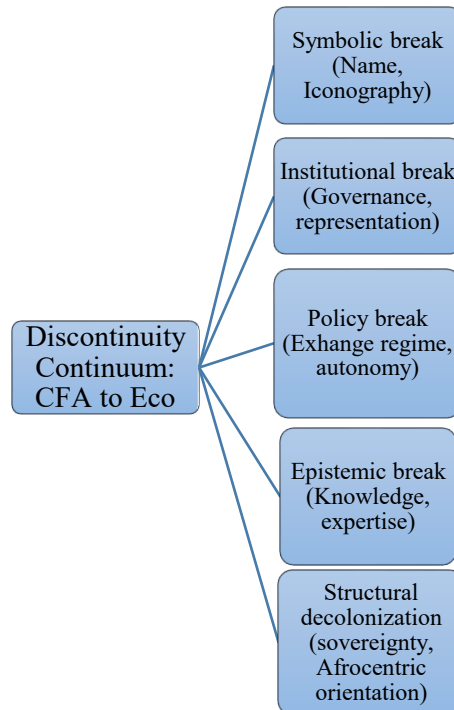 Discontinuity
Continuum:
CFA to Eco
Symbolic break
(Name,
Iconography)
Institutional break
(Governance,
representation)
Policy break
(Exhange regime,
autonomy)
Epistemic break
(Knowledge,
expertise)
Structural
decolonization
(sovereignty,
Afrocentric
orientation)